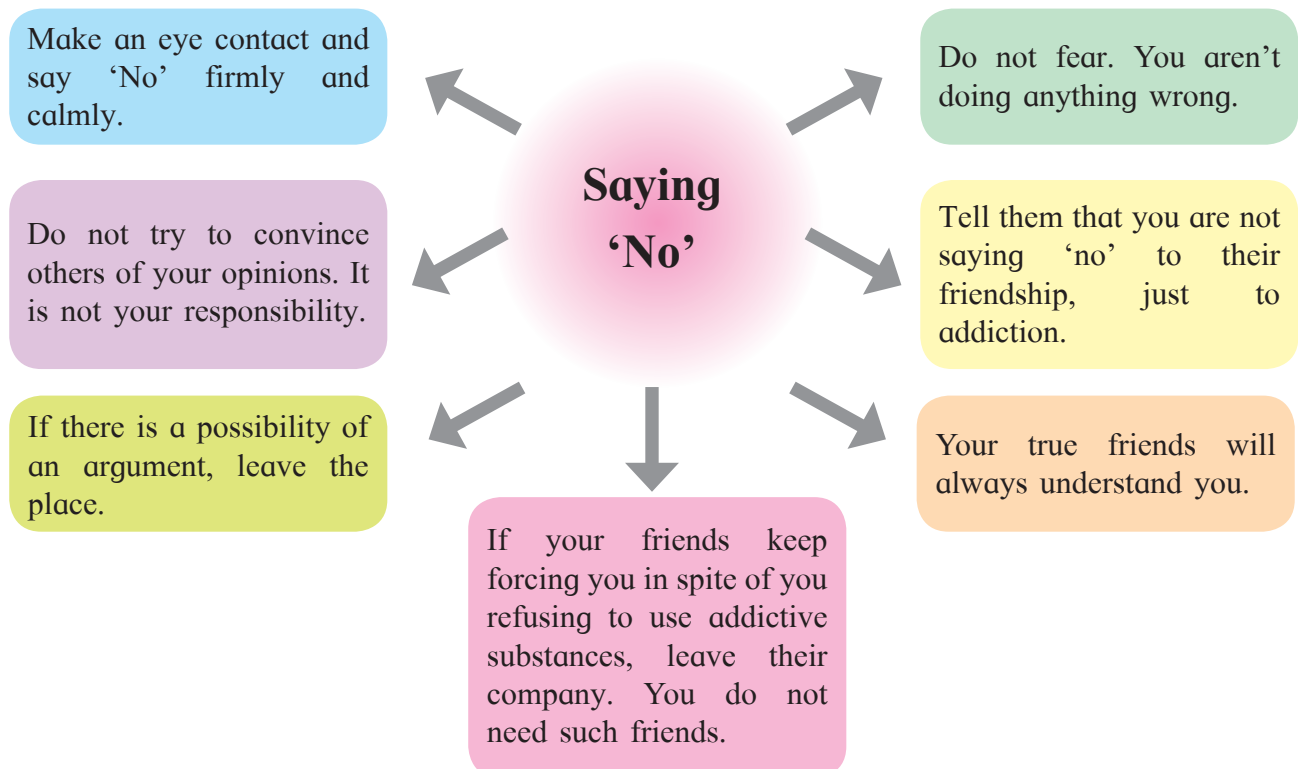 Saying
‘No’
Make an eye contact and
say ‘No’ firmly and
calmly.
Do not try to convince
others of your opinions. It
is not your responsibility.
If there is a possibility of
an argument, leave the
place.
If your friends keep
forcing you in spite of you
refusing to use addictive
substances, leave their
company. You do not
need such friends.
Do not fear. You aren’t
doing anything wrong.
Tell them that you are not
saying ‘no’ to their
friendship, just to
addiction.
Your true friends will
always understand you.